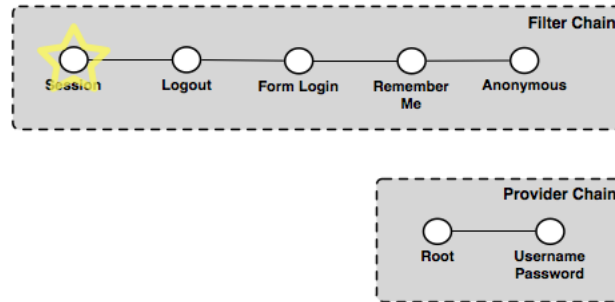 Filter Chain
Session
Logout
Form Login
Remember
Me
Anonymous
Provider Chain
Root
Username
Password